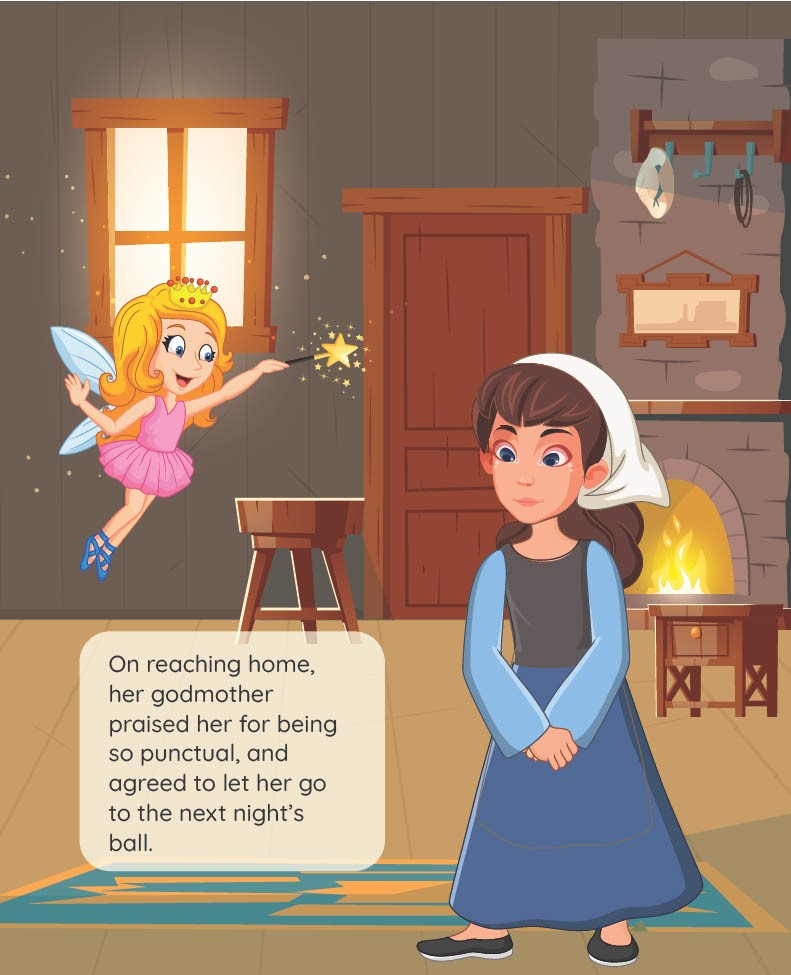 On reaching home,
her godmother
praised her for being
so punctual, and
agreed to let her go
to the next night’s
ball.